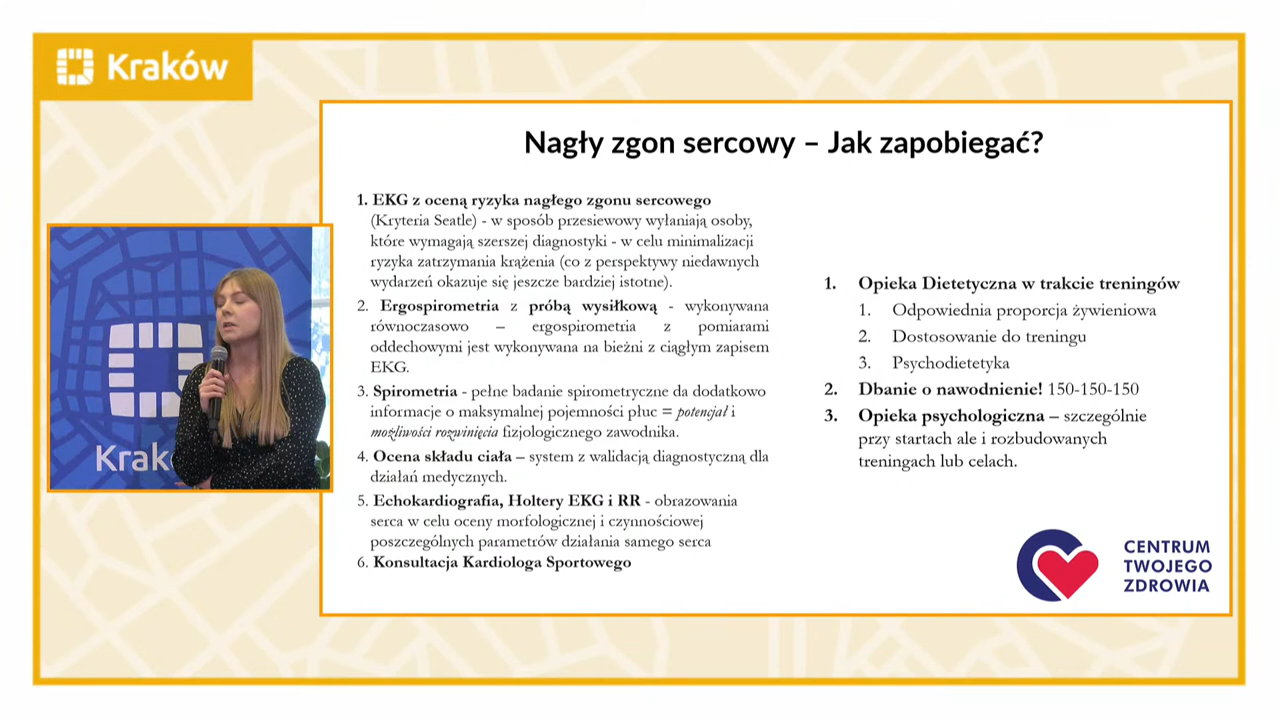 Kraków
Nagły zgon sercowy – Jak zapobiegać?
1. EKG z oceną ryzyka nagłego zgonu sercowego
(Kryteria Seatle) - w sposób przesiewowy wyłaniają osoby,
które wymagają szerszej diagnostyki - w celu minimalizacji
ryzyka zatrzymania krążenia (co z perspektywy niedawnych
wydarzeń okazuje się jeszcze bardziej istotne).
2. Ergospirometria z próbą wysiłkową - wykonywana
równoczasowo – ergospirometria z pomiarami
oddechowymi jest wykonywana na bieżni z ciągłym zapisem
EKG.
3. Spirometria - pełne badanie spirometryczne da dodatkowo
informacje o maksymalnej pojemności płuc = potencjał i
możliwości rozwinięcia fizjologicznego zawodnika.
4. Ocena składu ciała – system z walidacją diagnostyczną dla
działań medycznych.
5. Echokardiografia, Holtery EKG i RR - obrazowania
serca w celu oceny morfologicznej i czynnościowej
poszczególnych parametrów działania samego serca
6. Konsultacja Kardiologa Sportowego
1. Opieka Dietetyczna w trakcie treningów
1. Odpowiednia proporcja żywieniowa
2. Dostosowanie do treningu
3. Psychodietetyka
2. Dbanie o nawodnienie! 150-150-150
3. Opieka psychologiczna – szczególnie
przy startach ale i rozbudowanych
treningach lub celach.
CENTRUM
TWOJEGO
ZDROWIA
Krak